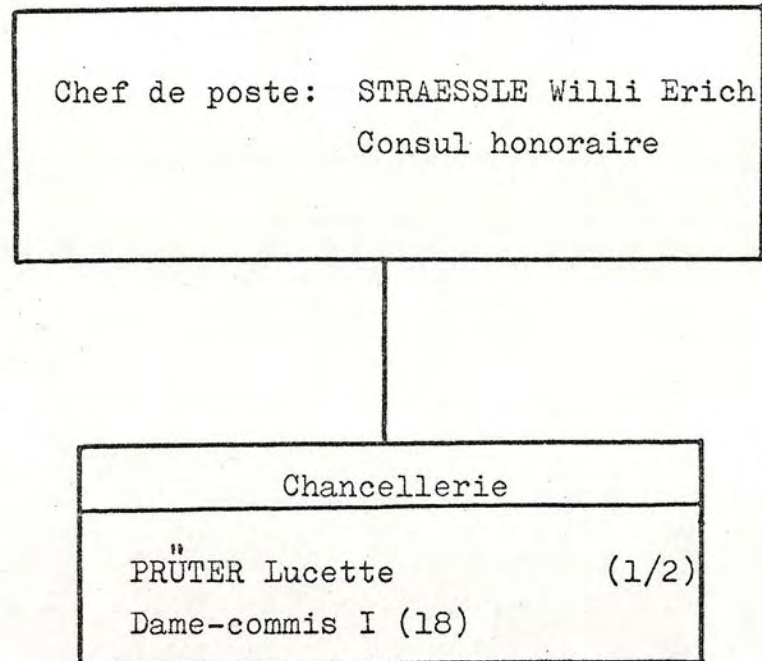 Chef de poste: STRAESSLE Willi Erich
Consul honoraire
Chancellerie
PRÜTER Lucette (1/2)
Dame-commis I (18)